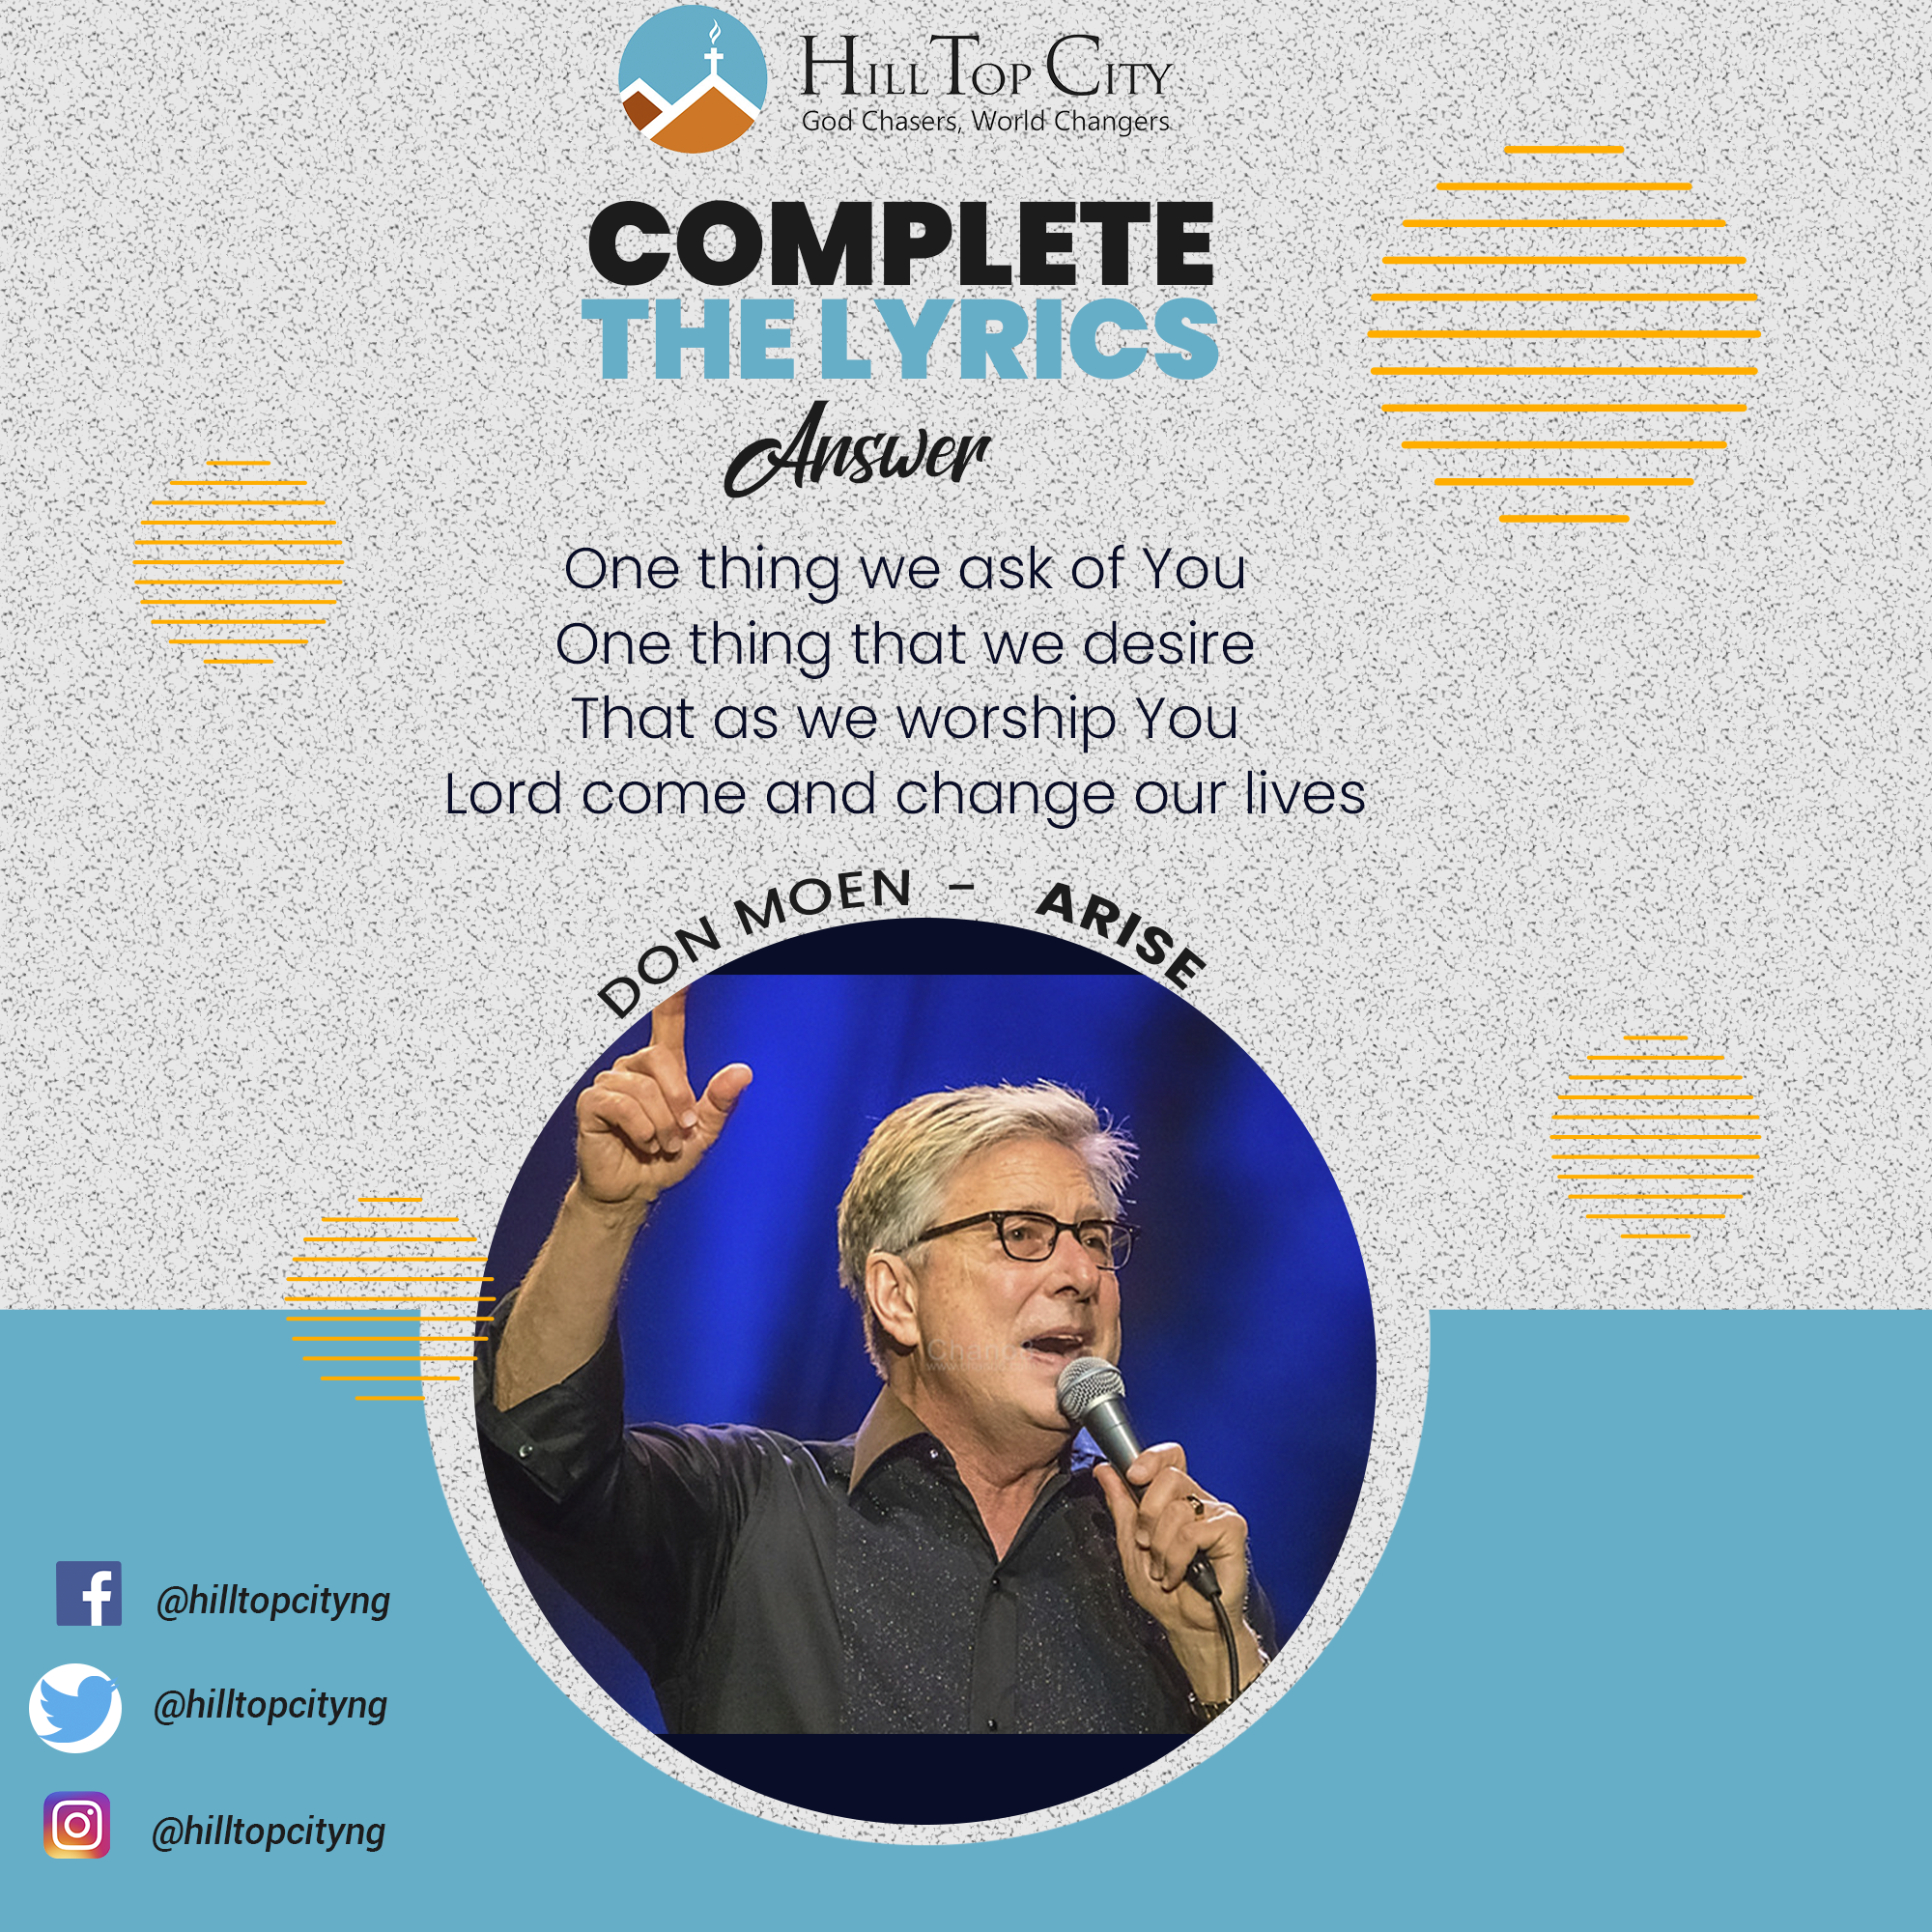 HILL TOP CITY
God Chasers, World Changers
COMPLETE
THE LYRICS
Answer
One thing we ask of You
One thing that we desire
That as we worship You
Lord come and change our lives
DON MOEN - ARISE
@hilltopcityng
@hilltopcityng
@hilltopcityng